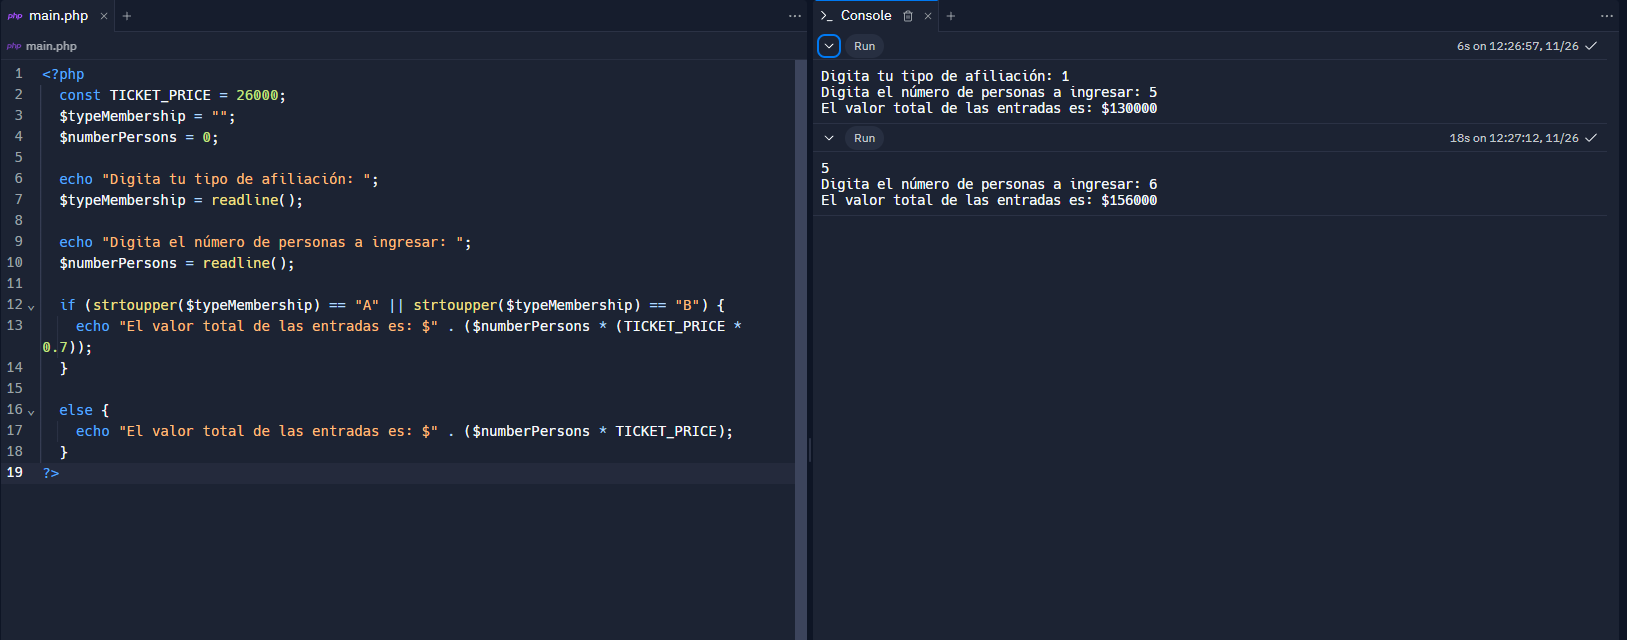 php main.php × +
php main.php
1 <?php
2 const TICKET_PRICE = 26000;
3 $typeMembership = "";
4 $numberPersons = 0;
5
6 echo "Digita tu tipo de afiliación: ";
7 $typeMembership = readline();
8
9 echo "Digita el número de personas a ingresar: ";
10 $numberPersons = readline();
11
12 if (strtoupper($typeMembership) == "A" || strtoupper($typeMembership) == "B") {
13 echo "El valor total de las entradas es: $" . ($numberPersons * (TICKET_PRICE *
0.7));
14 }
15
16 else {
17 echo "El valor total de las entradas es: $" . ($numberPersons * TICKET_PRICE);
18 }
19 ?>
>_ Console × +
Run 6s on 12:26:57, 11/26
Digita tu tipo de afiliación: 1
Digita el número de personas a ingresar: 5
El valor total de las entradas es: $130000
Run 18s on 12:27:12, 11/26
5
Digita el número de personas a ingresar: 6
El valor total de las entradas es: $156000